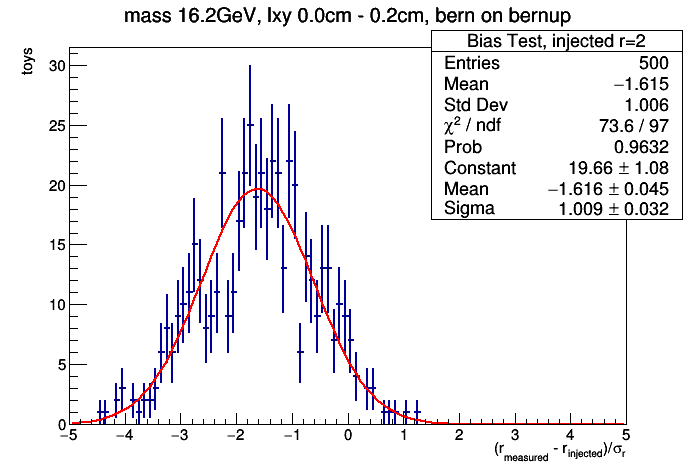 mass 16.2GeV, lxy 0.0cm - 0.2cm, bern on bernup
Bias Test, injected r=2
Entries 500
Mean −1.615
Std Dev 1.006
χ² / ndf 73.6 / 97
Prob 0.9632
Constant 19.66 ± 1.08
Mean −1.616 ± 0.045
Sigma 1.009 ± 0.032
toys
30
25
20
15
10
5
0
−5 −4 −3 −2 −1 0 1 2 3 4 5
(r_measured - r_injected)/σ_r